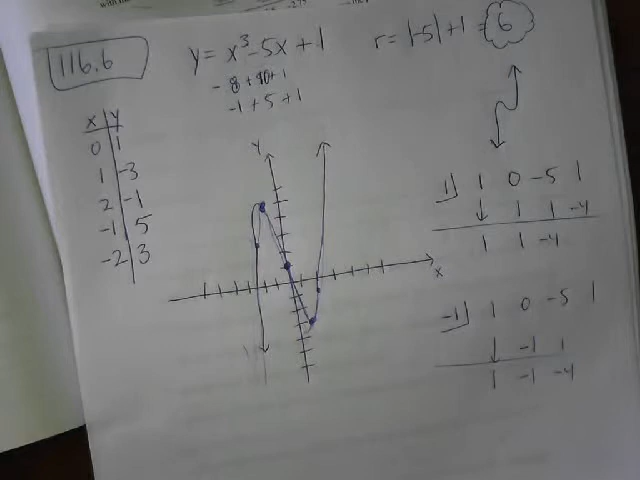 116.6
y = x³ - 5x + 1
r = |-5| + 1 = 6
- 8 + 10 + 1
-1 + 5 + 1
x y
0 1
1 -3
2 -1
-1 5
-2 3
Y
X
1 1 0 -5 1
1 1 -4
1 1 -4
-1 1 0 -5 1
-1 1
1 -1 -4